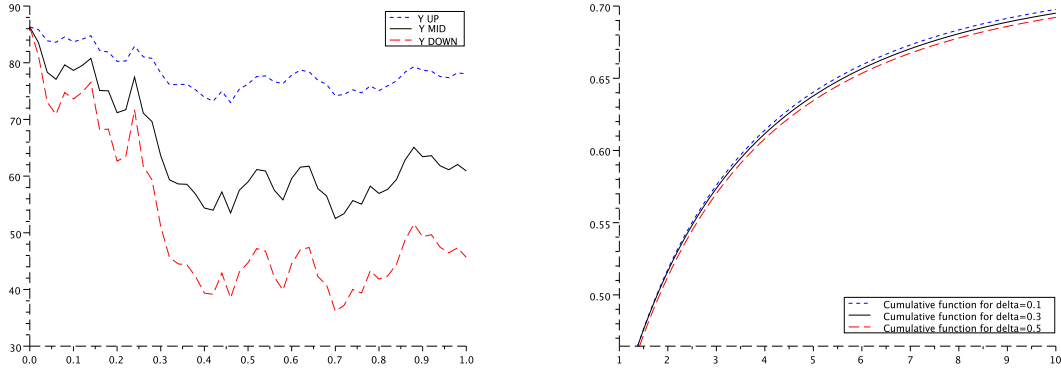 90
80
70
60
50
40
30
0.0 0.1 0.2 0.3 0.4 0.5 0.6 0.7 0.8 0.9 1.0
Y UP
Y MID
Y DOWN
0.70
0.65
0.60
0.55
0.50
1 2 3 4 5 6 7 8 9 10
Cumulative function for delta=0.1
Cumulative function for delta=0.3
Cumulative function for delta=0.5